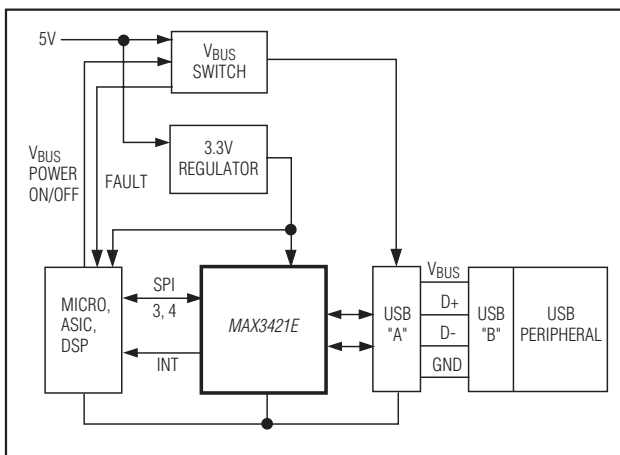 5V
VBUS
SWITCH
3.3V
REGULATOR
VBUS
POWER
ON/OFF
FAULT
MICRO,
ASIC,
DSP
SPI
3, 4
INT
MAX3421E
USB
"A"
VBUS
D+
D-
GND
USB
"B"
USB
PERIPHERAL